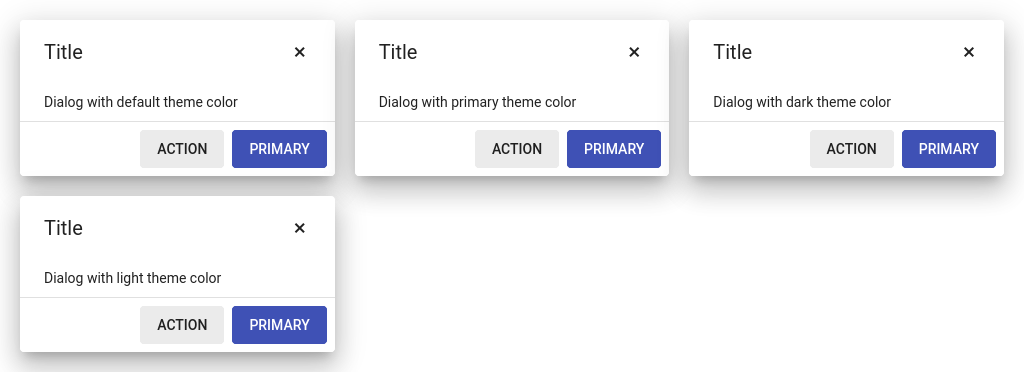 Title ✕
Dialog with default theme color
ACTION PRIMARY
Title ✕
Dialog with primary theme color
ACTION PRIMARY
Title ✕
Dialog with dark theme color
ACTION PRIMARY
Title ✕
Dialog with light theme color
ACTION PRIMARY